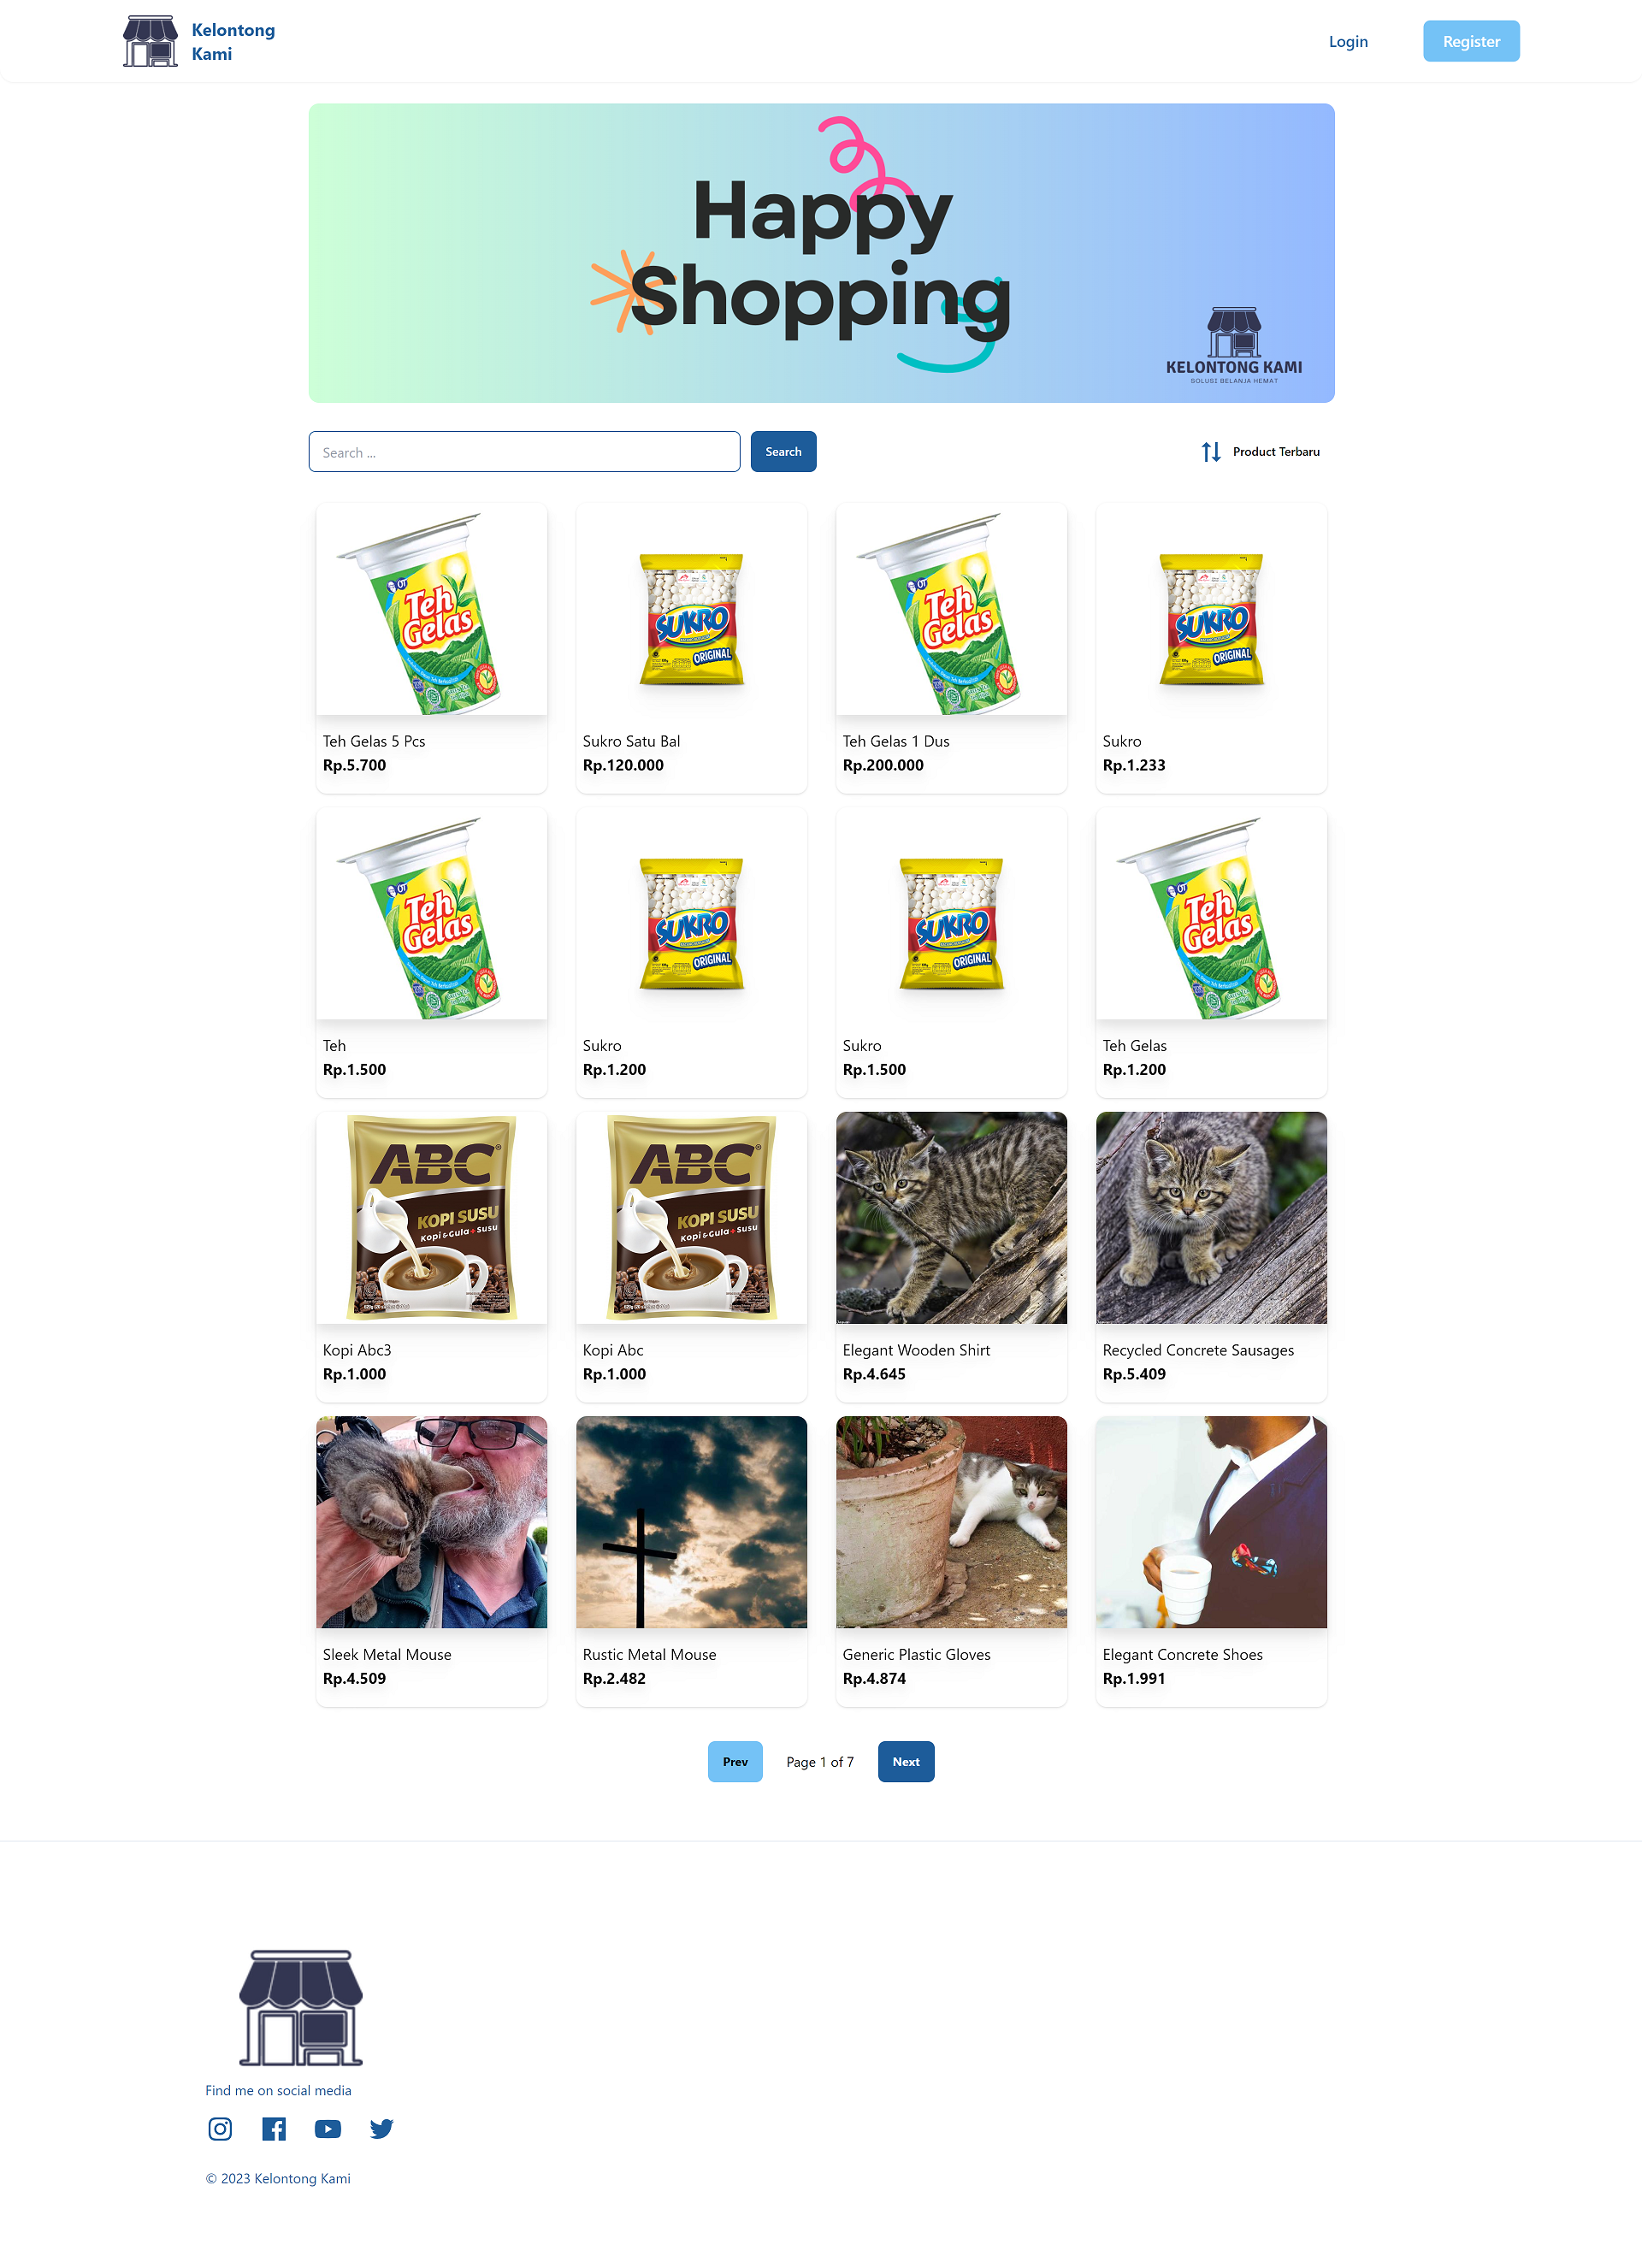 Kelontong
Kami
Login
Register
Happy
Shopping
KELONTONG KAMI
SOLUSI BELANJA HEMAT
Search ...
Search
Product Terbaru
OT
Teh
Gelas
SUKRO
ORIGINAL
OT
Teh
Gelas
SUKRO
ORIGINAL
Teh Gelas 5 Pcs
Rp.5.700
Sukro Satu Bal
Rp.120.000
Teh Gelas 1 Dus
Rp.200.000
Sukro
Rp.1.233
OT
Teh
Gelas
SUKRO
ORIGINAL
SUKRO
ORIGINAL
OT
Teh
Gelas
Teh
Rp.1.500
Sukro
Rp.1.200
Sukro
Rp.1.500
Teh Gelas
Rp.1.200
ABC®
KOPI SUSU
Kopi & Gula + Susu
ABC®
KOPI SUSU
Kopi & Gula + Susu
Kopi Abc3
Rp.1.000
Kopi Abc
Rp.1.000
Elegant Wooden Shirt
Rp.4.645
Recycled Concrete Sausages
Rp.5.409
Sleek Metal Mouse
Rp.4.509
Rustic Metal Mouse
Rp.2.482
Generic Plastic Gloves
Rp.4.874
Elegant Concrete Shoes
Rp.1.991
Prev
Page 1 of 7
Next
Find me on social media
© 2023 Kelontong Kami